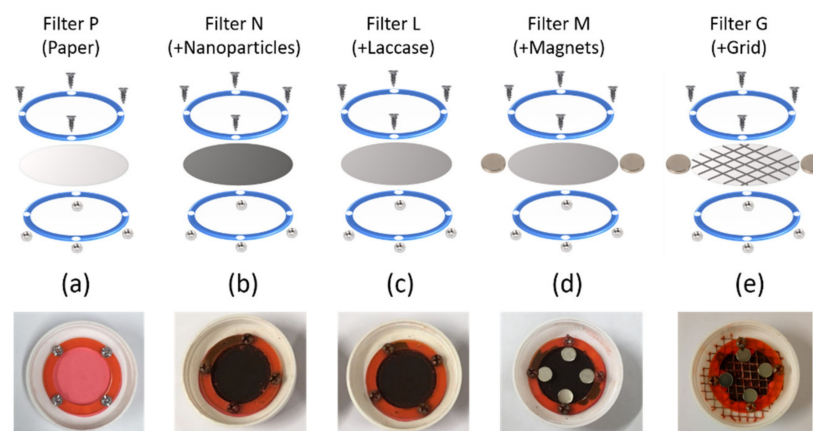 Filter P
(Paper)
Filter N
(+Nanoparticles)
Filter L
(+Laccase)
Filter M
(+Magnets)
Filter G
(+Grid)
(a)
(b)
(c)
(d)
(e)